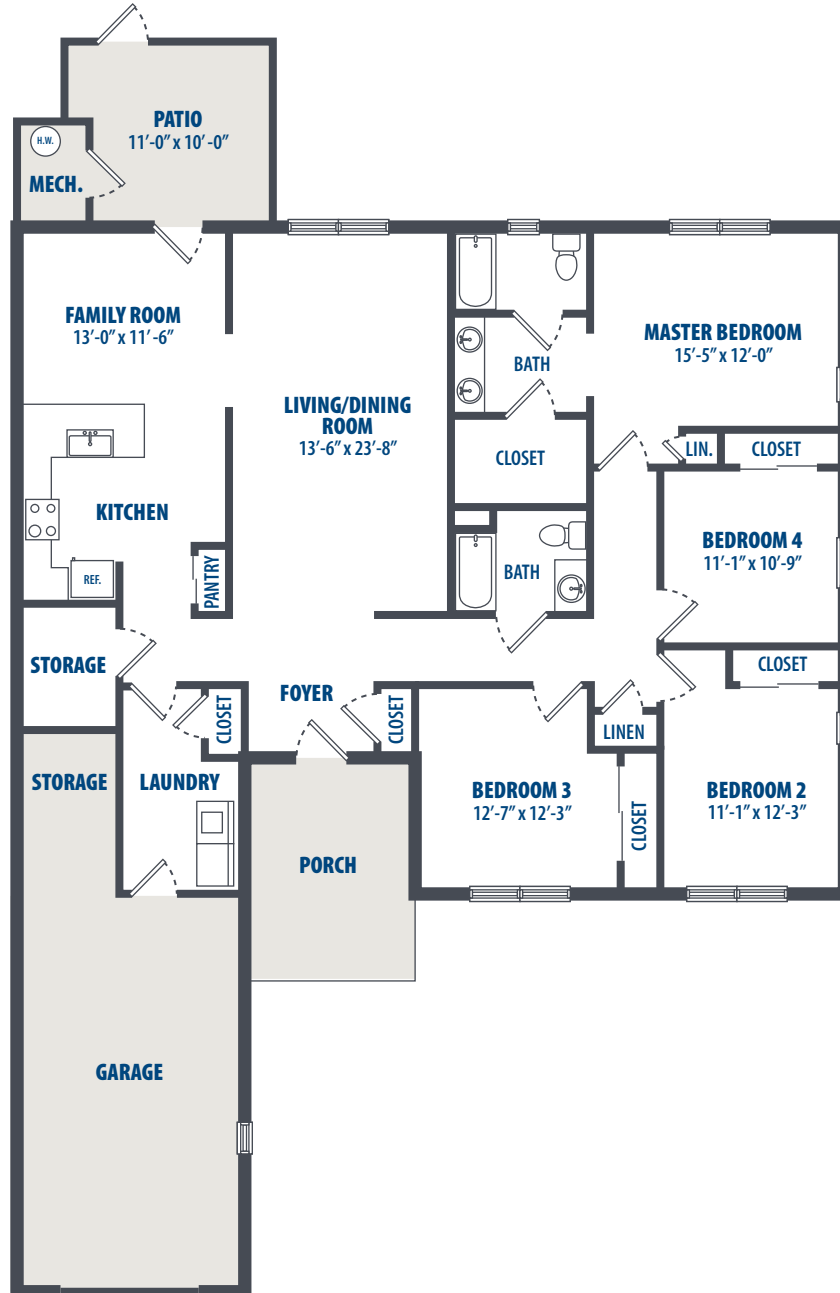 PATIO
11’-0” x 10’ -0”
H.W.
MECH.
FAMILY ROOM
13’-0” x 11’ -6”
MASTER BEDROOM
15’-5” x 12’-0”
BATH
LIVING/DINING
ROOM
13’-6” x 23’-8”
CLOSET
LIN.
CLOSET
KITCHEN
BEDROOM 4
11’-1” x 10’-9”
REF.
PANTRY
BATH
STORAGE
CLOSET
FOYER
CLOSET
CLOSET
LINEN
STORAGE
LAUNDRY
BEDROOM 3
12’-7” x 12’-3”
CLOSET
BEDROOM 2
11’-1” x 12’-3”
PORCH
GARAGE